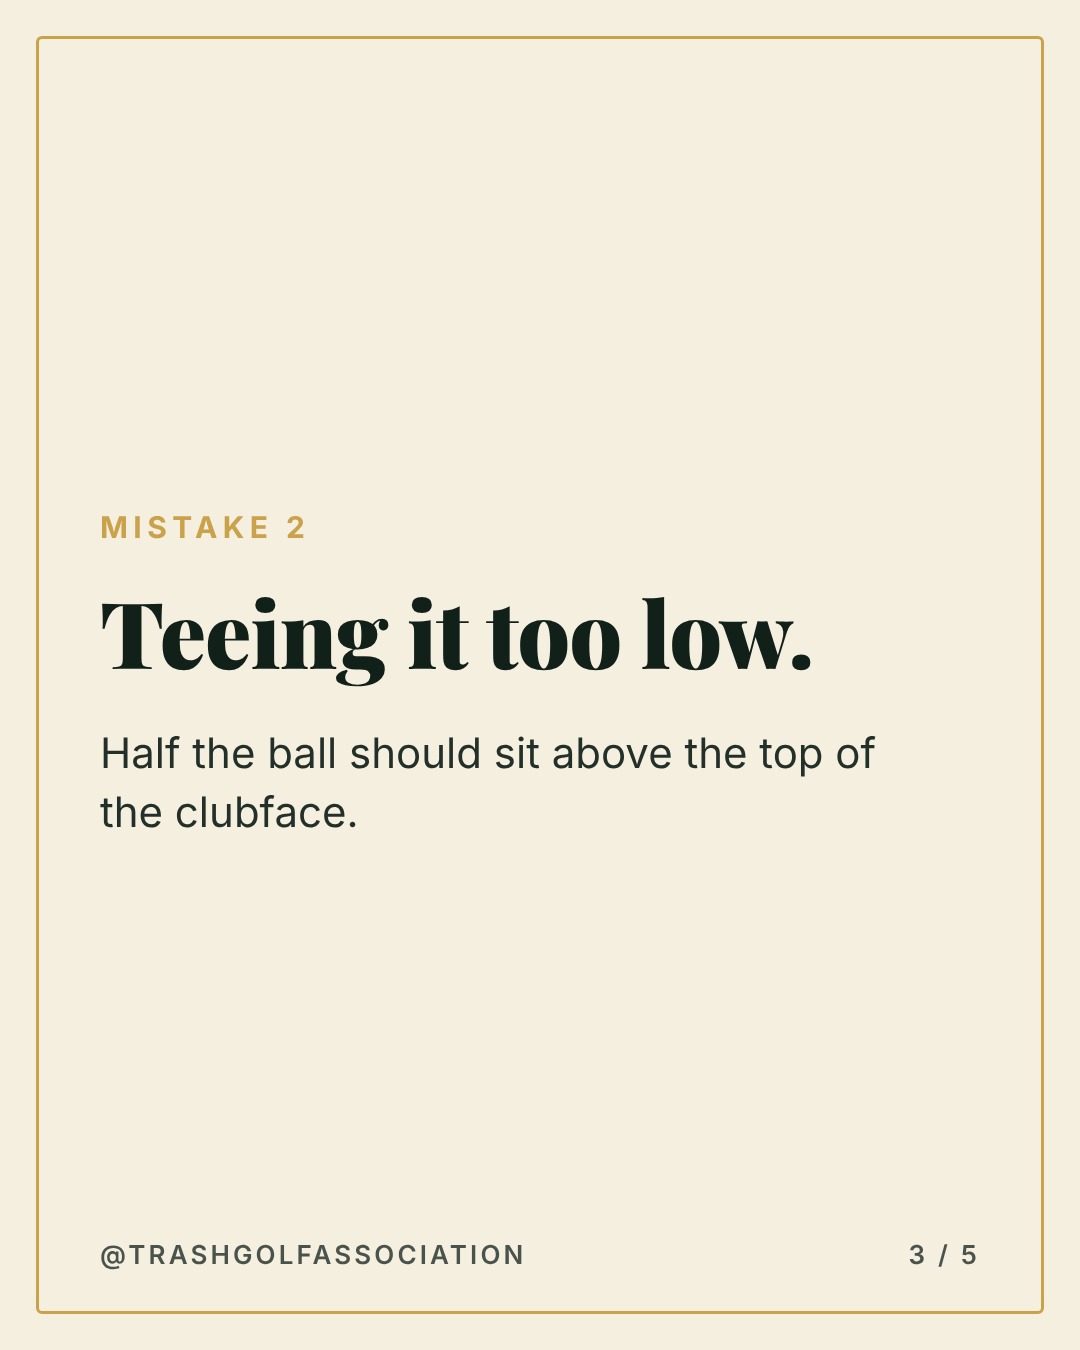 MISTAKE 2
Teeing it too low.
Half the ball should sit above the top of
the clubface.
@TRASHGOLFASSOCIATION
3 / 5